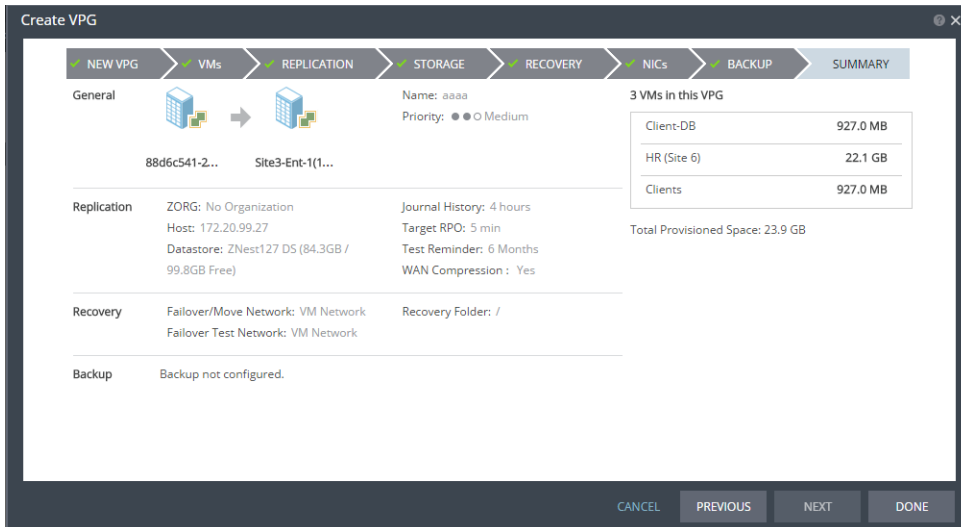 Create VPG
NEW VPG VMs REPLICATION STORAGE RECOVERY NICs BACKUP SUMMARY
General
88d6c541-2... Site3-Ent-1(1...
Name: aaaa
Priority: Medium
Replication
ZORG: No Organization
Host: 172.20.99.27
Datastore: ZNest127 DS (84.3GB /
99.8GB Free)
Journal History: 4 hours
Target RPO: 5 min
Test Reminder: 6 Months
WAN Compression : Yes
Recovery
Failover/Move Network: VM Network
Failover Test Network: VM Network
Recovery Folder: /
Backup
Backup not configured.
3 VMs in this VPG
Client-DB 927.0 MB
HR (Site 6) 22.1 GB
Clients 927.0 MB
Total Provisioned Space: 23.9 GB
CANCEL PREVIOUS NEXT DONE